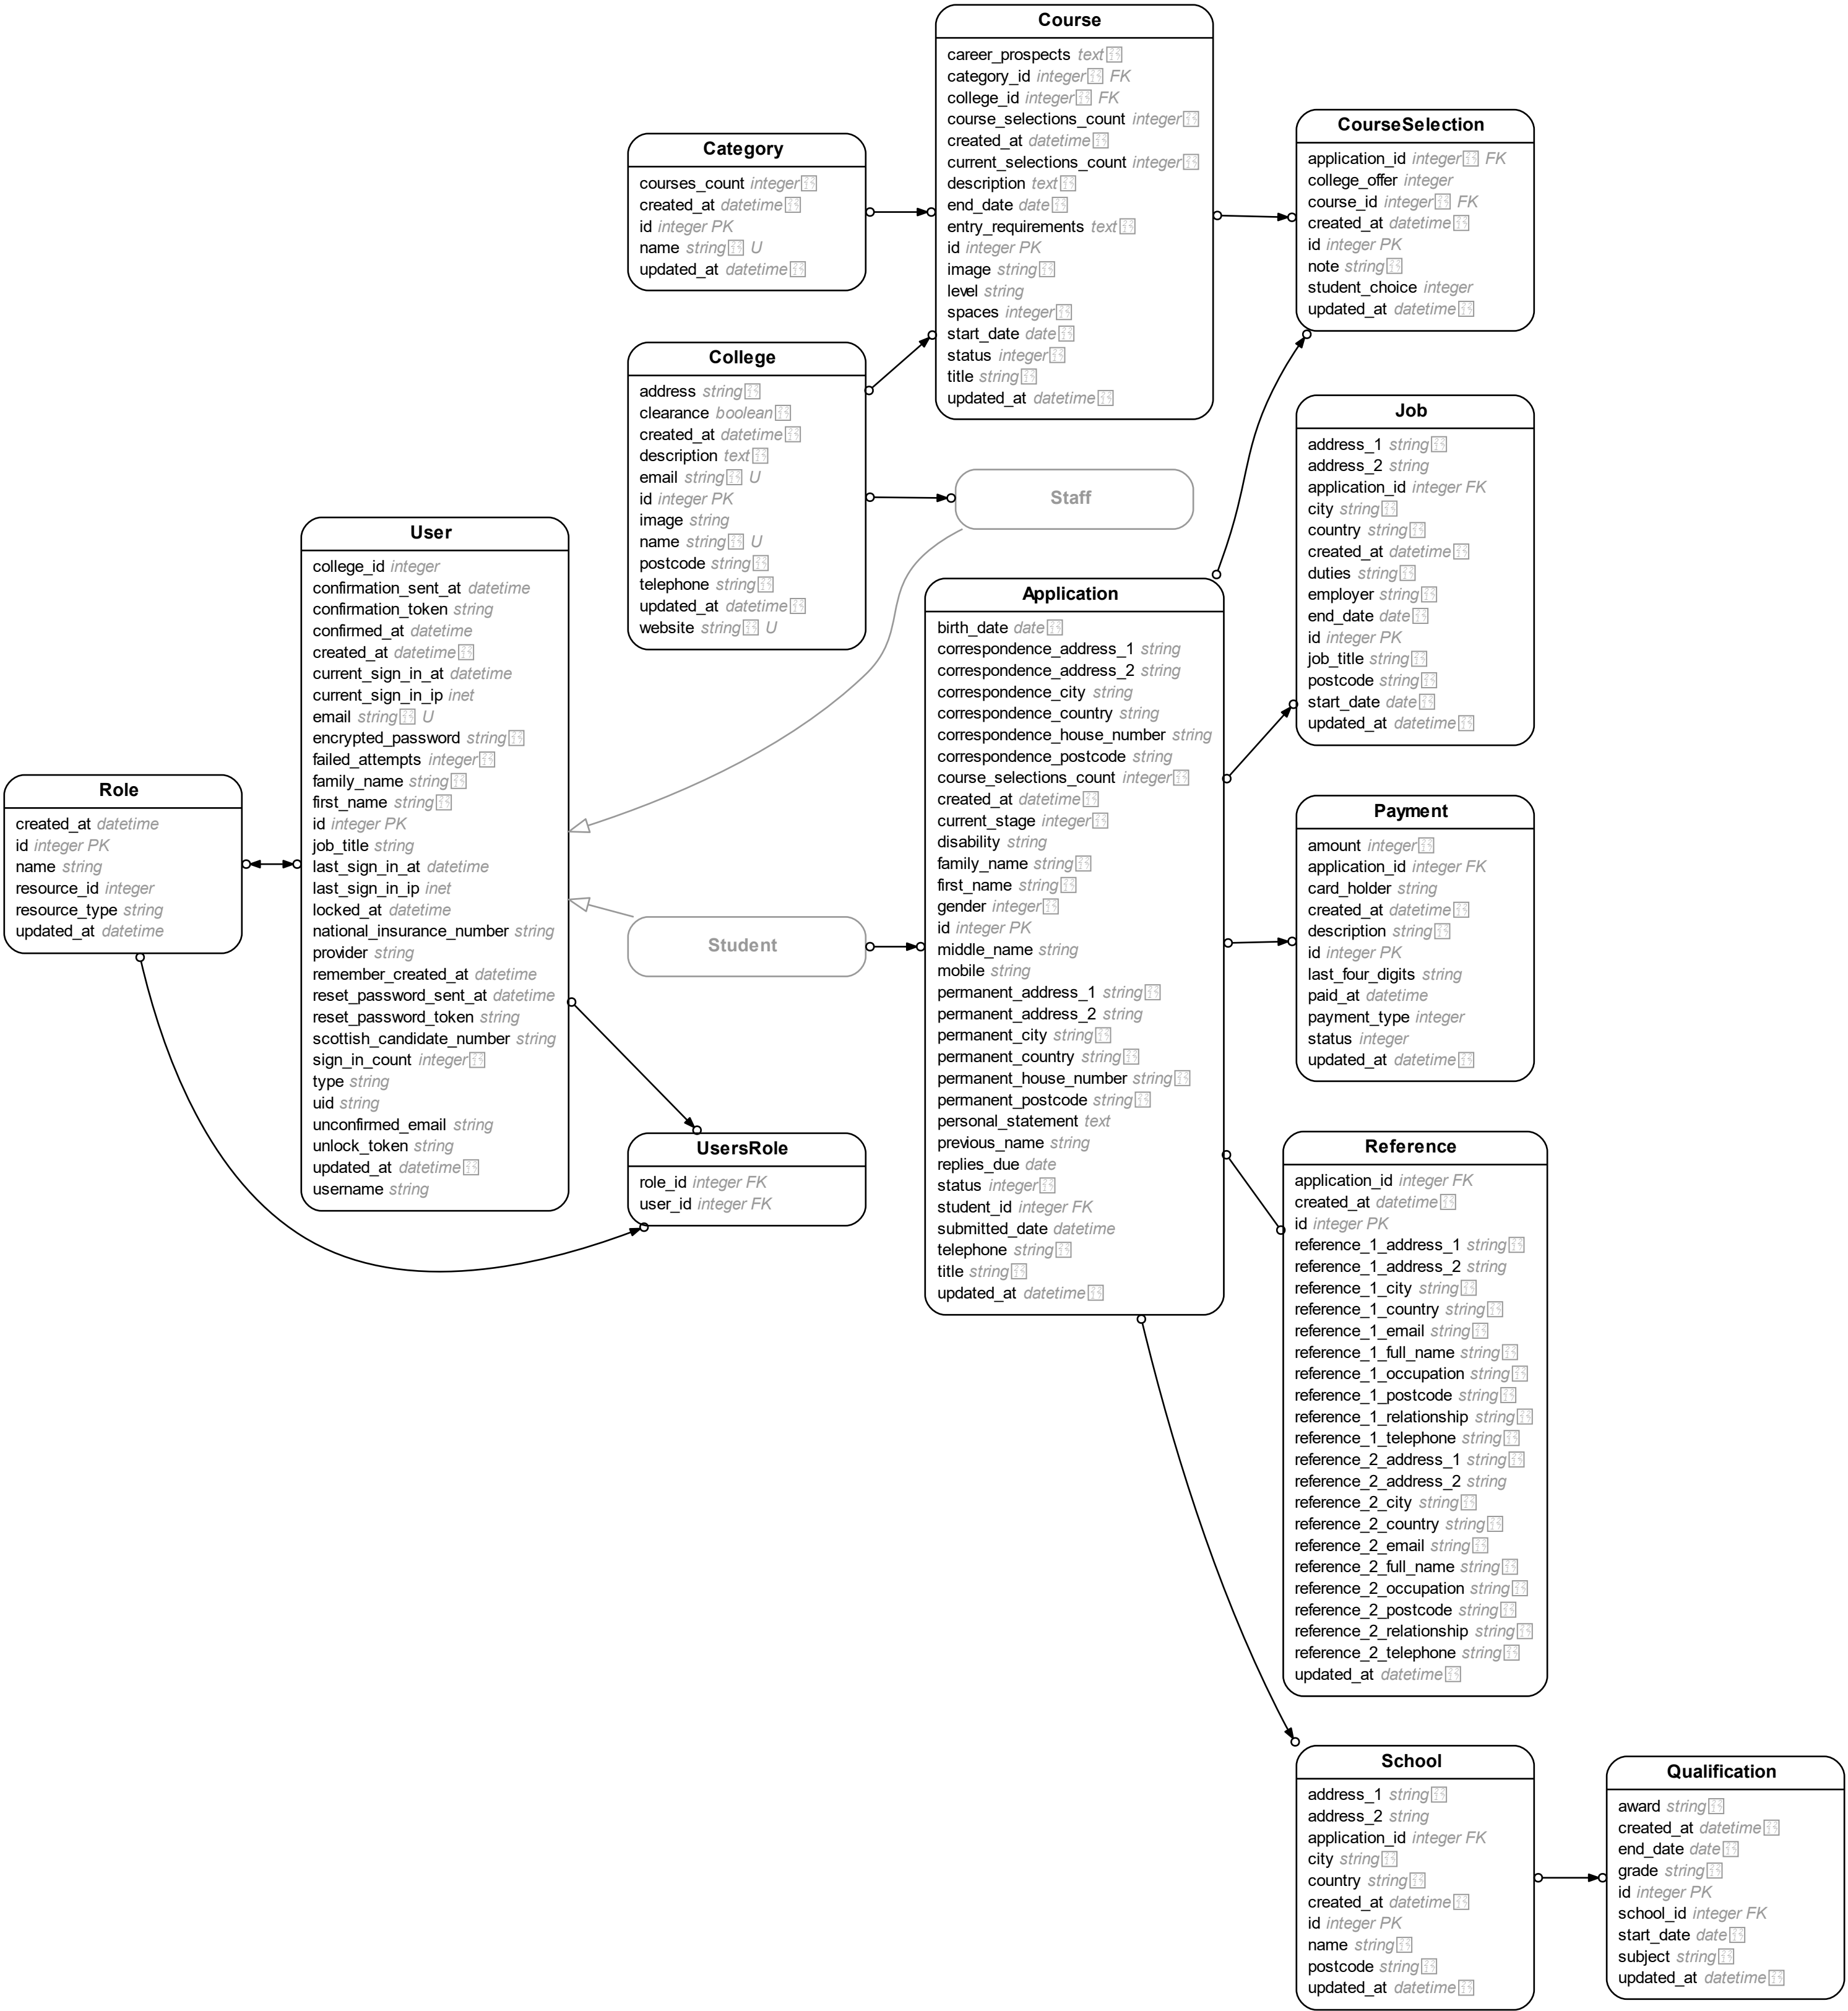 Course
career_prospects text
category_id integer FK
college_id integer FK
course_selections_count integer
created_at datetime
current_selections_count integer
description text
end_date date
entry_requirements text
id integer PK
image string
level string
spaces integer
start_date date
status integer
title string
updated_at datetime
CourseSelection
application_id integer FK
college_offer integer
course_id integer FK
created_at datetime
id integer PK
note string
student_choice integer
updated_at datetime
Category
courses_count integer
created_at datetime
id integer PK
name string U
updated_at datetime
College
address string
clearance boolean
created_at datetime
description text
email string U
id integer PK
image string
name string U
postcode string
telephone string
updated_at datetime
website string U
Staff
Job
address_1 string
address_2 string
application_id integer FK
city string
country string
created_at datetime
duties string
employer string
end_date date
id integer PK
job_title string
postcode string
start_date date
updated_at datetime
User
college_id integer
confirmation_sent_at datetime
confirmation_token string
confirmed_at datetime
created_at datetime
current_sign_in_at datetime
current_sign_in_ip inet
email string U
encrypted_password string
failed_attempts integer
family_name string
first_name string
id integer PK
job_title string
last_sign_in_at datetime
last_sign_in_ip inet
locked_at datetime
national_insurance_number string
provider string
remember_created_at datetime
reset_password_sent_at datetime
reset_password_token string
scottish_candidate_number string
sign_in_count integer
type string
uid string
unconfirmed_email string
unlock_token string
updated_at datetime
username string
Application
birth_date date
correspondence_address_1 string
correspondence_address_2 string
correspondence_city string
correspondence_country string
correspondence_house_number string
correspondence_postcode string
course_selections_count integer
created_at datetime
current_stage integer
disability string
family_name string
first_name string
gender integer
id integer PK
middle_name string
mobile string
permanent_address_1 string
permanent_address_2 string
permanent_city string
permanent_country string
permanent_house_number string
permanent_postcode string
personal_statement text
previous_name string
replies_due date
status integer
student_id integer FK
submitted_date datetime
telephone string
title string
updated_at datetime
Role
created_at datetime
id integer PK
name string
resource_id integer
resource_type string
updated_at datetime
Student
Payment
amount integer
application_id integer FK
card_holder string
created_at datetime
description string
id integer PK
last_four_digits string
paid_at datetime
payment_type integer
status integer
updated_at datetime
UsersRole
role_id integer FK
user_id integer FK
Reference
application_id integer FK
created_at datetime
id integer PK
reference_1_address_1 string
reference_1_address_2 string
reference_1_city string
reference_1_country string
reference_1_email string
reference_1_full_name string
reference_1_occupation string
reference_1_postcode string
reference_1_relationship string
reference_1_telephone string
reference_2_address_1 string
reference_2_address_2 string
reference_2_city string
reference_2_country string
reference_2_email string
reference_2_full_name string
reference_2_occupation string
reference_2_postcode string
reference_2_relationship string
reference_2_telephone string
updated_at datetime
School
address_1 string
address_2 string
application_id integer FK
city string
country string
created_at datetime
id integer PK
name string
postcode string
updated_at datetime
Qualification
award string
created_at datetime
end_date date
grade string
id integer PK
school_id integer FK
start_date date
subject string
updated_at datetime